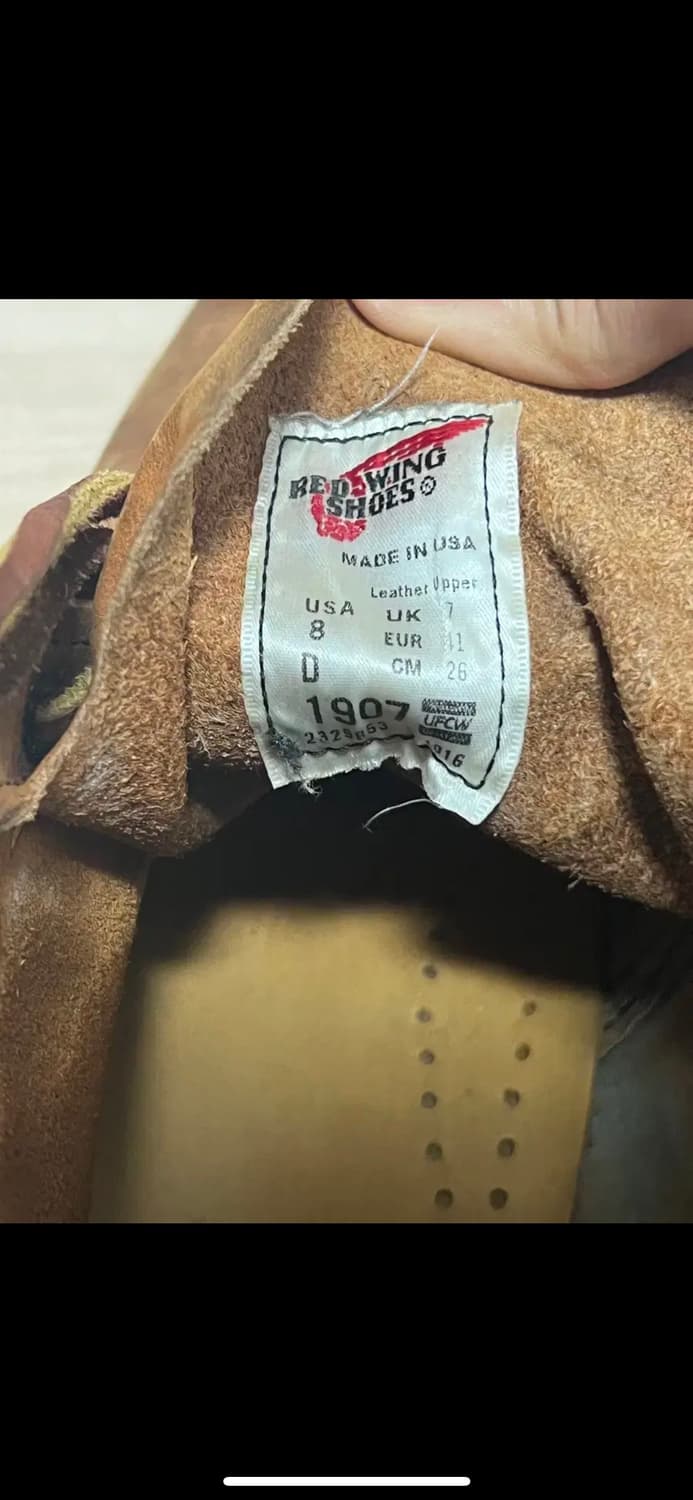 RED WING
SHOES®
MADE IN USA
Leather Upper
USA UK 7
8 EUR 41
D CM 26
1907 UFCW